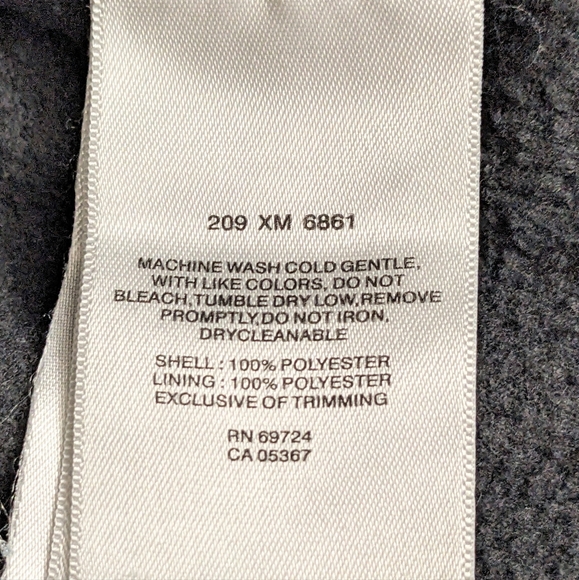 209 XM 6861
MACHINE WASH COLD GENTLE,
WITH LIKE COLORS, DO NOT
BLEACH,TUMBLE DRY LOW,REMOVE
PROMPTLY,DO NOT IRON,
DRYCLEANABLE
SHELL : 100% POLYESTER
LINING : 100% POLYESTER
EXCLUSIVE OF TRIMMING
RN 69724
CA 05367